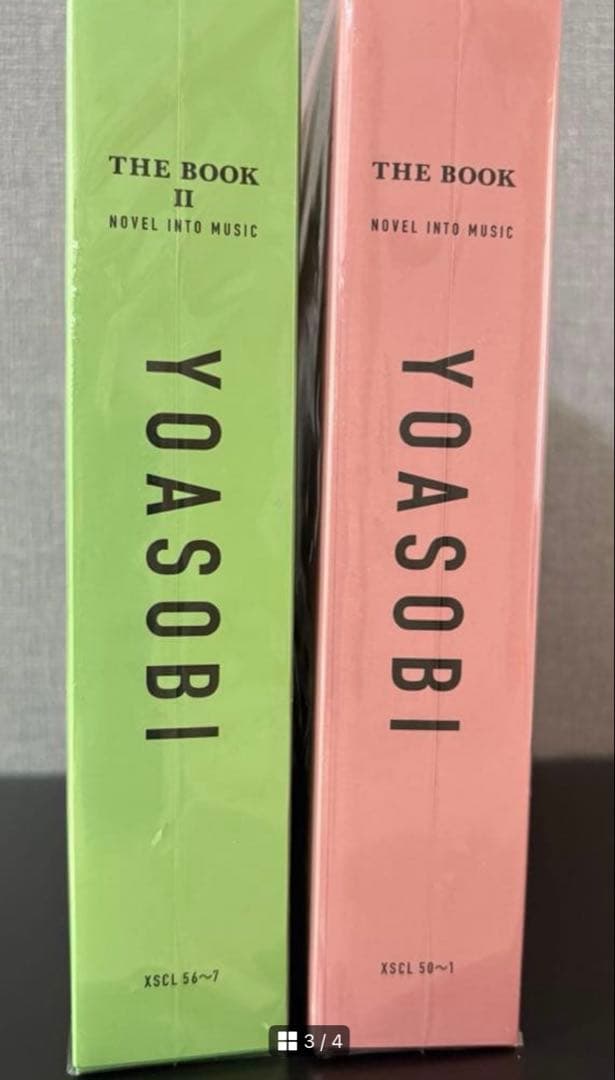 THE BOOK
II
NOVEL INTO MUSIC
YOASOBI
XSCL 56〜7
THE BOOK
NOVEL INTO MUSIC
YOASOBI
XSCL 50〜1
3/4